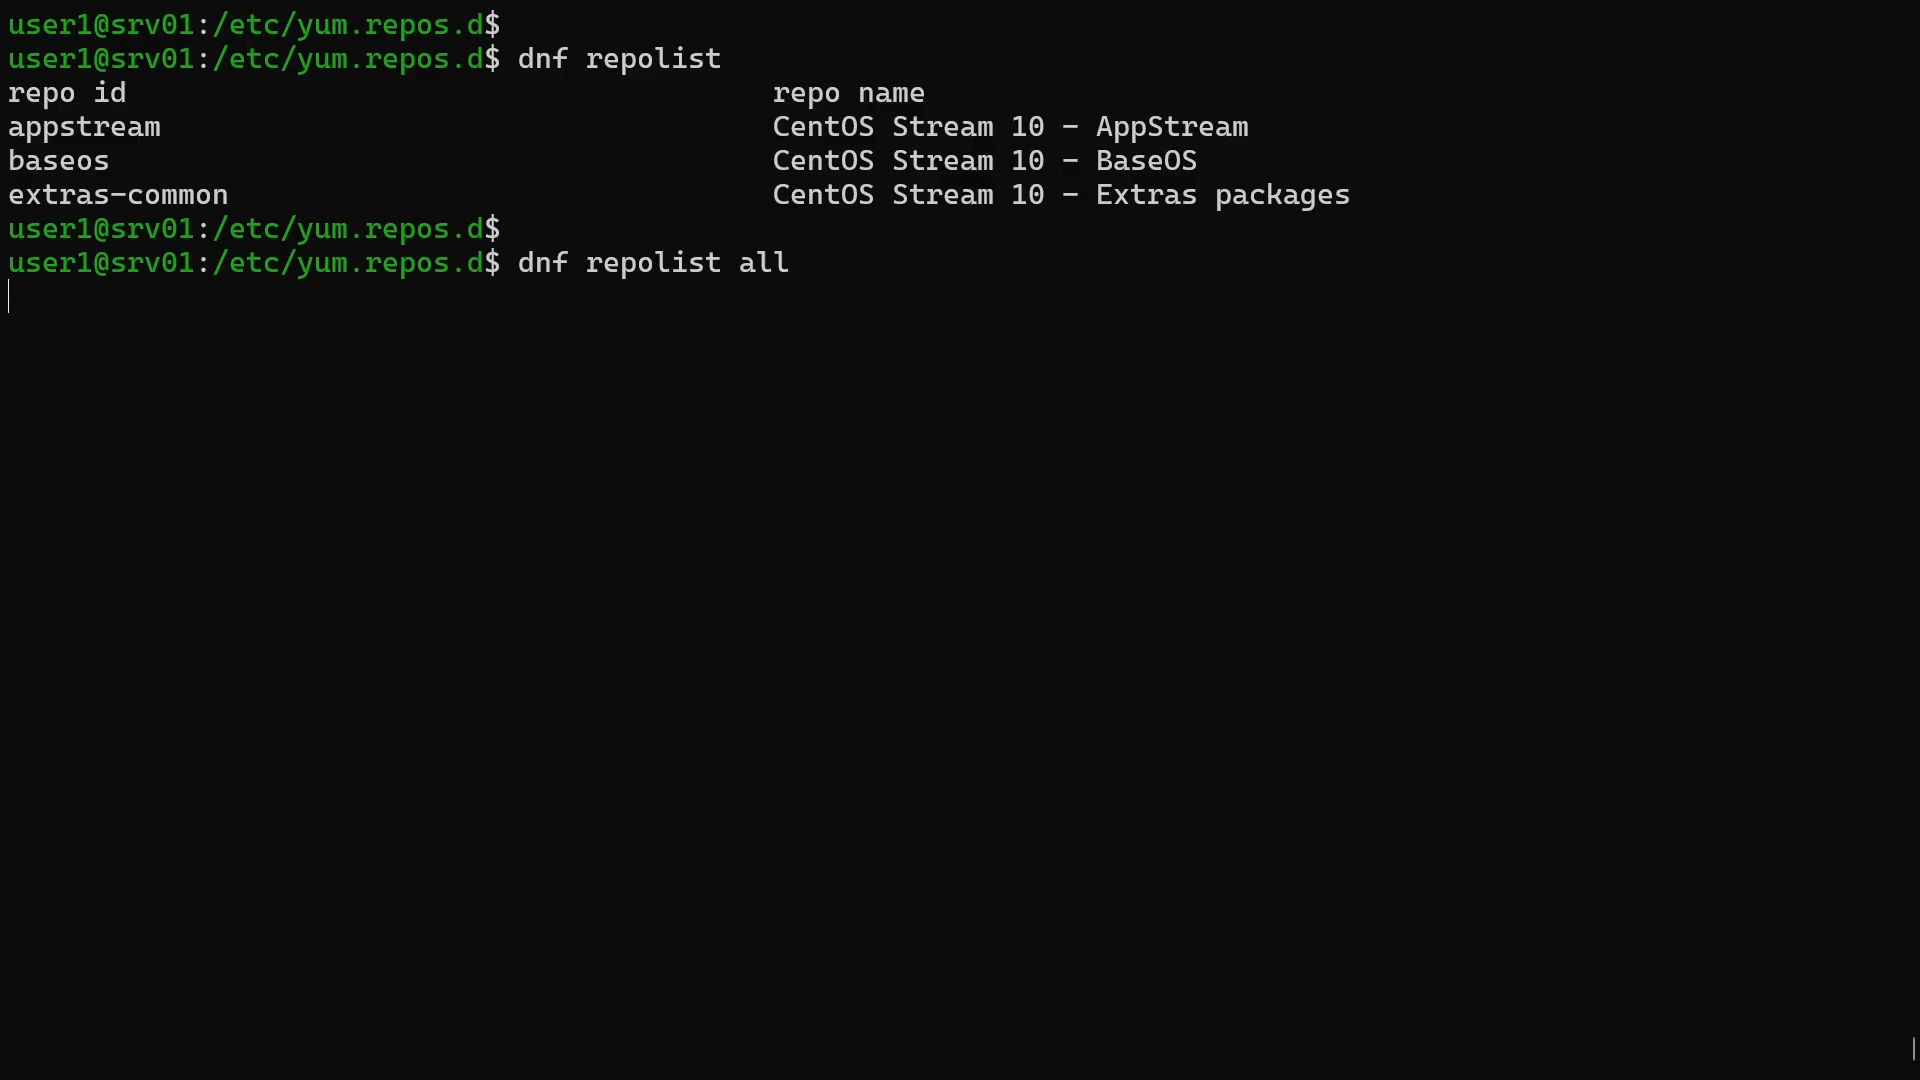 user1@srv01:/etc/yum.repos.d$
user1@srv01:/etc/yum.repos.d$ dnf repolist
repo id                                      repo name
appstream                                    CentOS Stream 10 - AppStream
baseos                                       CentOS Stream 10 - BaseOS
extras-common                                CentOS Stream 10 - Extras packages
user1@srv01:/etc/yum.repos.d$
user1@srv01:/etc/yum.repos.d$ dnf repolist all